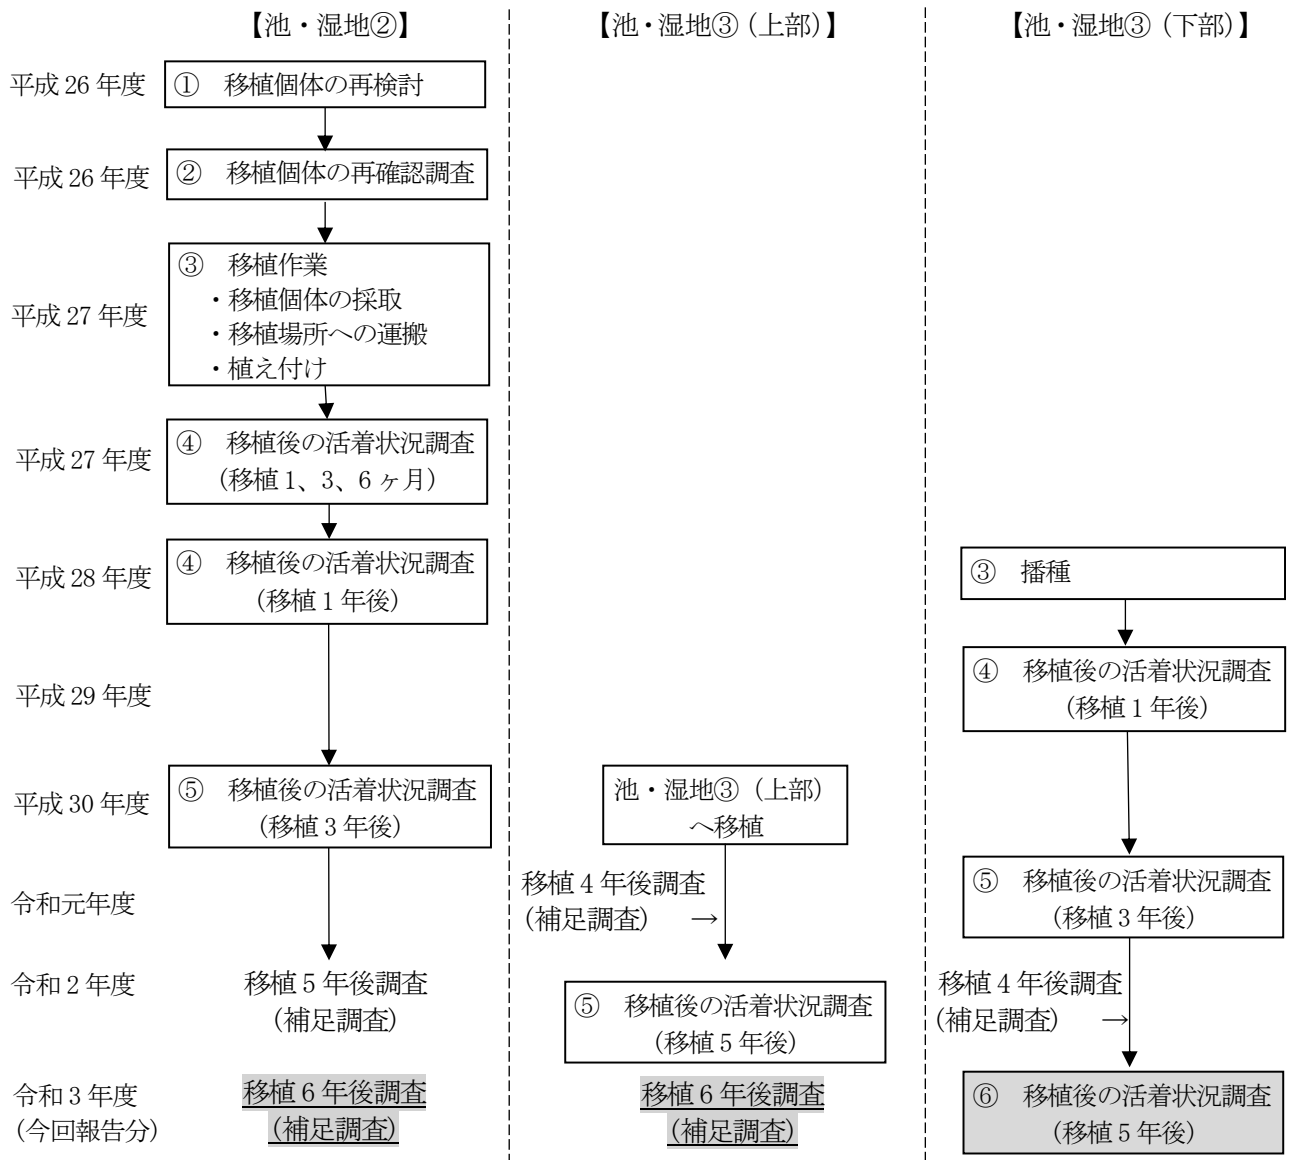 【池・湿地②】
【池・湿地③（上部）】
【池・湿地③（下部）】
平成 26 年度
① 移植個体の再検討
平成 26 年度
② 移植個体の再確認調査
平成 27 年度
③ 移植作業
・移植個体の採取
・移植場所への運搬
・植え付け
平成 27 年度
④ 移植後の活着状況調査
（移植 1、3、6 ヶ月）
平成 28 年度
④ 移植後の活着状況調査
（移植 1 年後）
③ 播種
平成 29 年度
④ 移植後の活着状況調査
（移植 1 年後）
平成 30 年度
⑤ 移植後の活着状況調査
（移植 3 年後）
池・湿地③（上部）
へ移植
令和元年度
移植 4 年後調査
（補足調査） →
⑤ 移植後の活着状況調査
（移植 3 年後）
令和 2 年度
移植 5 年後調査
（補足調査）
⑤ 移植後の活着状況調査
（移植 5 年後）
移植 4 年後調査
（補足調査） →
令和 3 年度
（今回報告分）
移植 6 年後調査
（補足調査）
移植 6 年後調査
（補足調査）
⑥ 移植後の活着状況調査
（移植 5 年後）